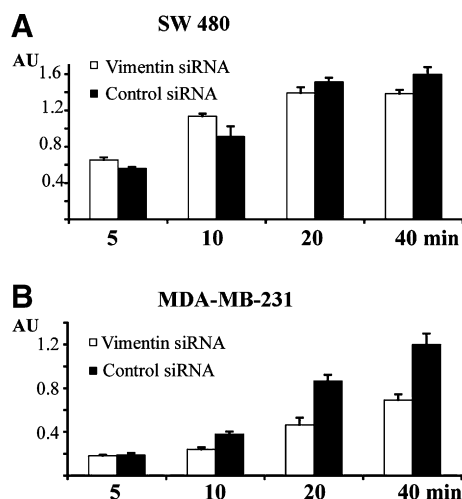 A
SW 480
AU
1.6
Vimentin siRNA
Control siRNA
1.2
0.8
0.4
5 10 20 40 min
B
MDA-MB-231
AU
Vimentin siRNA
1.2
Control siRNA
0.8
0.4
5 10 20 40 min